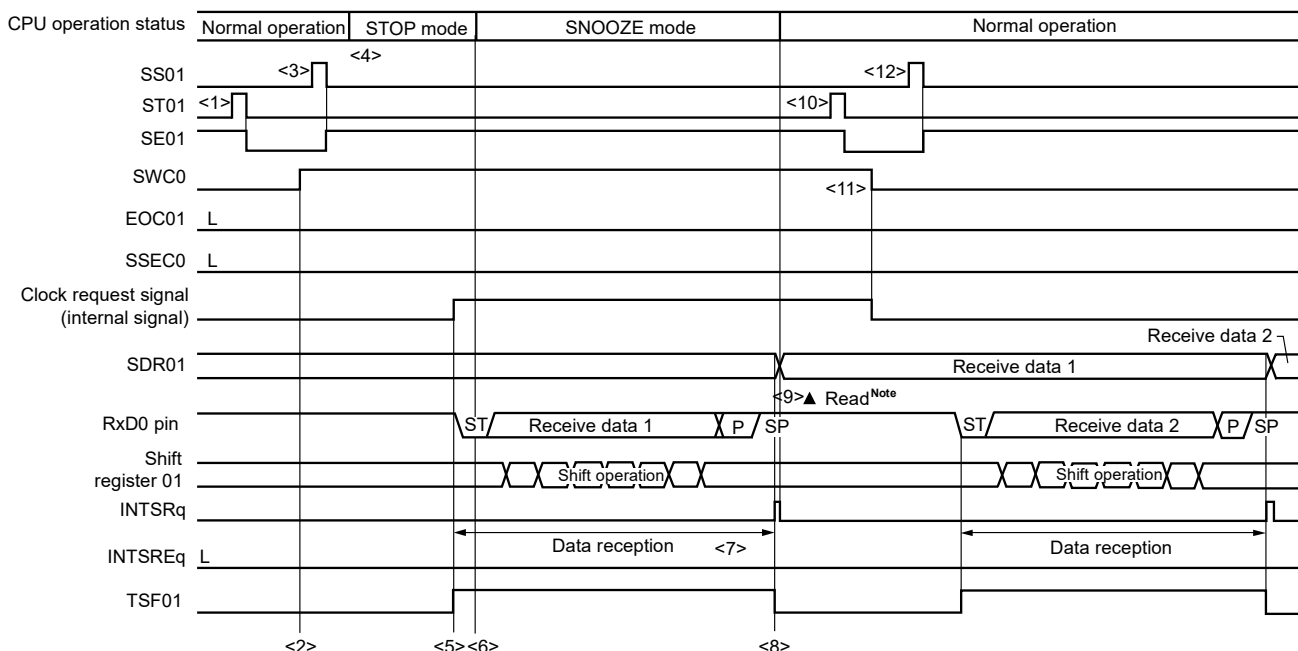 CPU operation status Normal operation STOP mode SNOOZE mode Normal operation
<4>
SS01 <3> <12>
ST01 <1> <10>
SE01
SWC0 <11>
EOC01 L
SSEC0 L
Clock request signal
(internal signal)
Receive data 2
SDR01 Receive data 1
<9>▲ Read Note
RxD0 pin ST Receive data 1 P SP ST Receive data 2 P SP
Shift
register 01 Shift operation Shift operation
INTSRq
Data reception <7> Data reception
INTSREq L
TSF01
<2> <5> <6> <8>